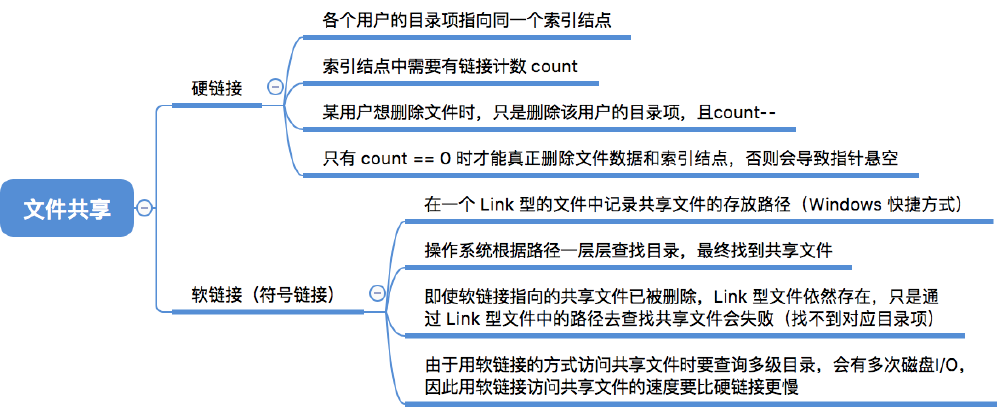 文件共享
硬链接
各个用户的目录项指向同一个索引结点
索引结点中需要有链接计数 count
某用户想删除文件时，只是删除该用户的目录项，且count--
只有 count == 0 时才能真正删除文件数据和索引结点，否则会导致指针悬空
软链接（符号链接）
在一个 Link 型的文件中记录共享文件的存放路径（Windows 快捷方式）
操作系统根据路径一层层查找目录，最终找到共享文件
即使软链接指向的共享文件已被删除，Link 型文件依然存在，只是通
过 Link 型文件中的路径去查找共享文件会失败（找不到对应目录项）
由于用软链接的方式访问共享文件时要查询多级目录，会有多次磁盘I/O，
因此用软链接访问共享文件的速度要比硬链接更慢